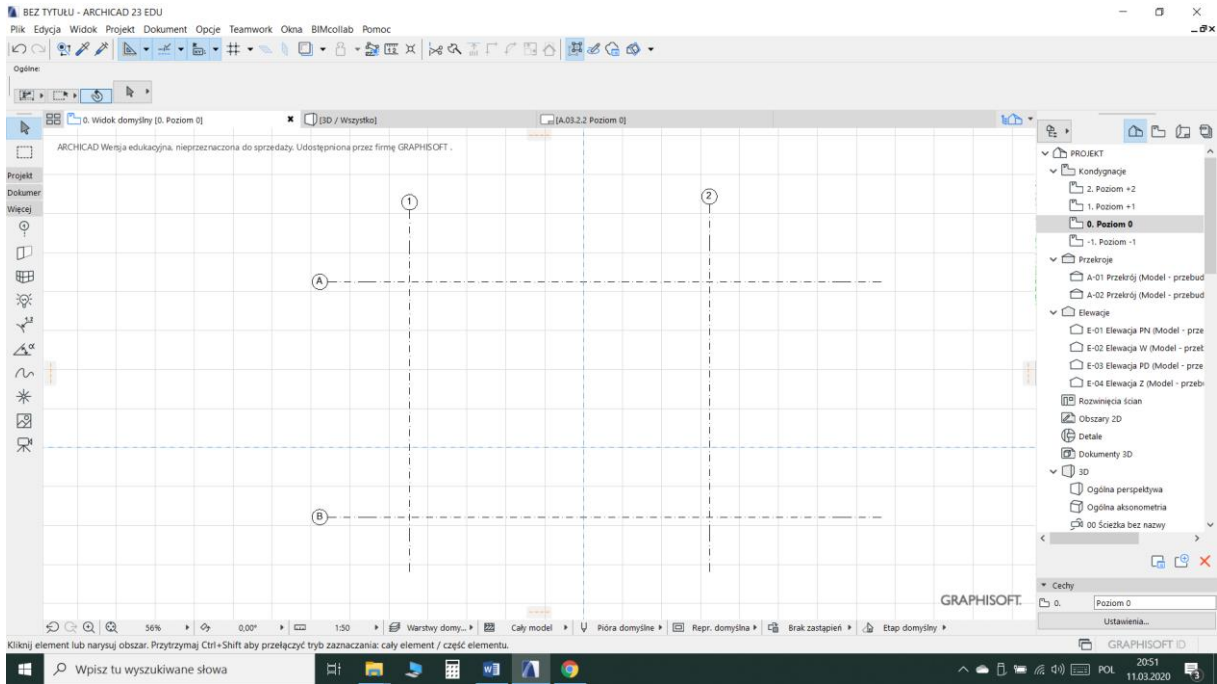 BEZ TYTUŁU - ARCHICAD 23 EDU
Plik Edycja Widok Projekt Dokument Opcje Teamwork Okna BIMcollab Pomoc
Ogólne:
0. Widok domyślny [0. Poziom 0]
[3D / Wszystko]
[A.03.2.2 Poziom 0]
ARCHICAD Wersja edukacyjna, nieprzeznaczona do sprzedaży. Udostępniona przez firmę GRAPHISOFT .
Projekt
Dokumer
Więcej
1,2
α
1
2
A
B
GRAPHISOFT.
PROJEKT
Kondygnacje
2. Poziom +2
1. Poziom +1
0. Poziom 0
-1. Poziom -1
Przekroje
A-01 Przekrój (Model - przebud
A-02 Przekrój (Model - przebud
Elewacje
E-01 Elewacja PN (Model - prze
E-02 Elewacja W (Model - przeb
E-03 Elewacja PD (Model - prze
E-04 Elewacja Z (Model - przebu
Rozwinięcia ścian
Obszary 2D
Detale
Dokumenty 3D
3D
Ogólna perspektywa
Ogólna aksonometria
00 Ścieżka bez nazwy
Cechy
0. Poziom 0
Ustawienia...
56% 0,00° 1:50 Warstwy domy... Cały model Pióra domyślne Repr. domyślna Brak zastąpień Etap domyślny
Kliknij element lub narysuj obszar. Przytrzymaj Ctrl+Shift aby przełączyć tryb zaznaczania: cały element / część elementu.
GRAPHISOFT ID
Wpisz tu wyszukiwane słowa
POL
20:51
11.03.2020
3